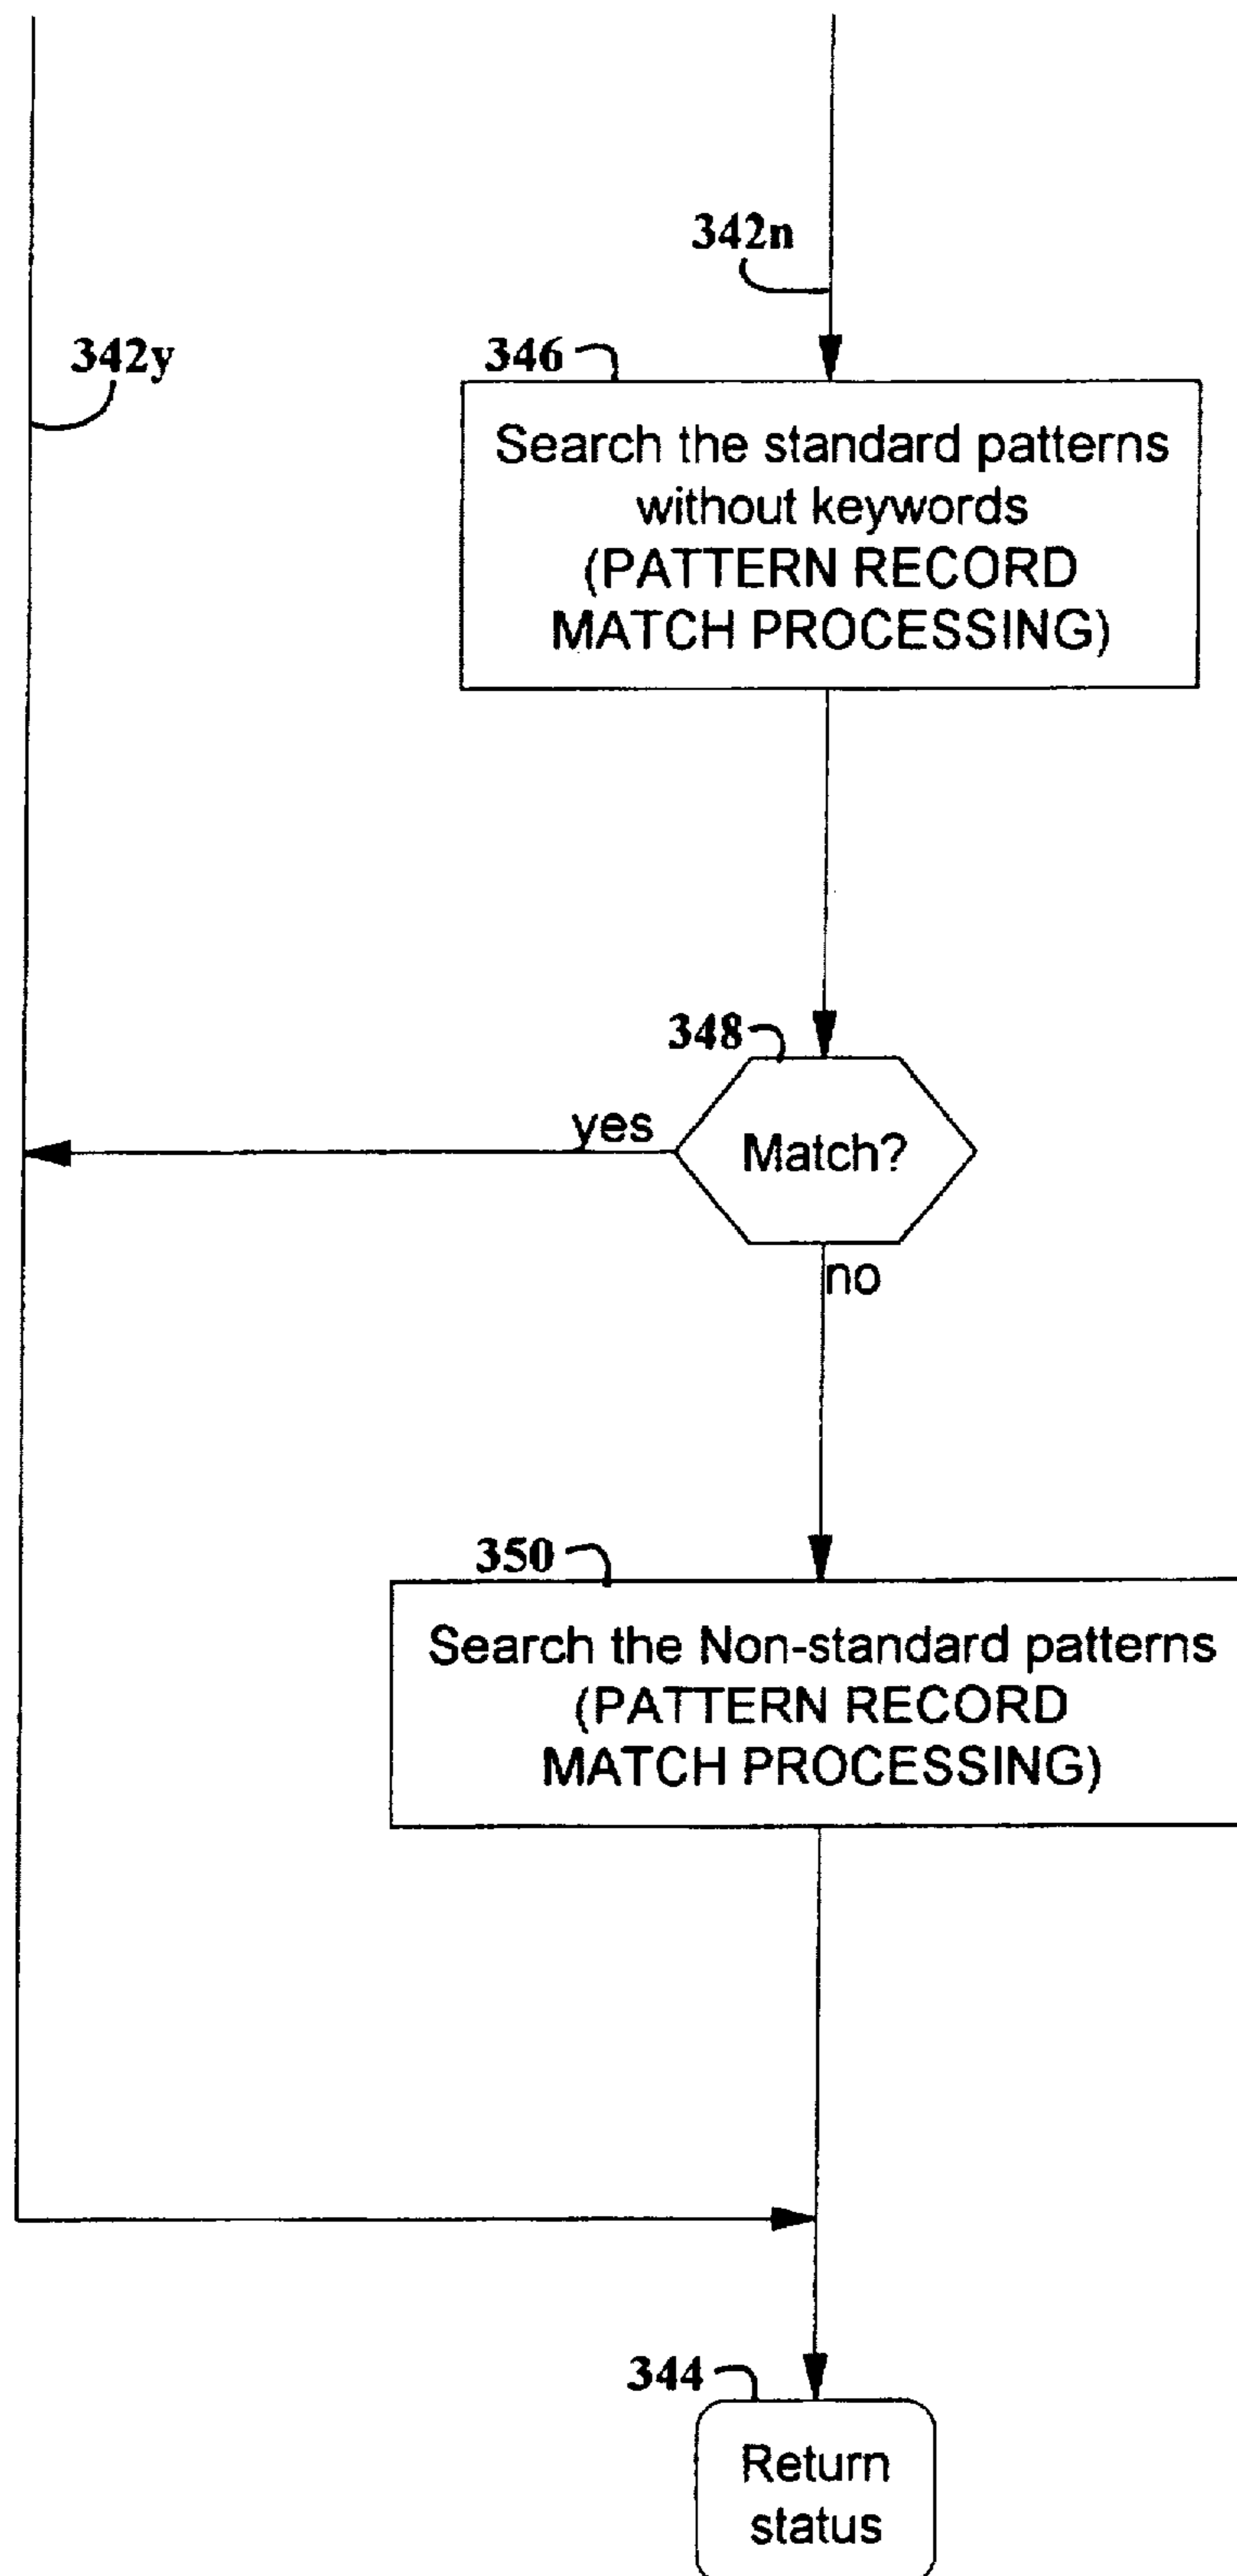 342n
342y
346
Search the standard patterns
without keywords
(PATTERN RECORD
MATCH PROCESSING)
348
yes
Match?
no
350
Search the Non-standard patterns
(PATTERN RECORD
MATCH PROCESSING)
344
Return
status